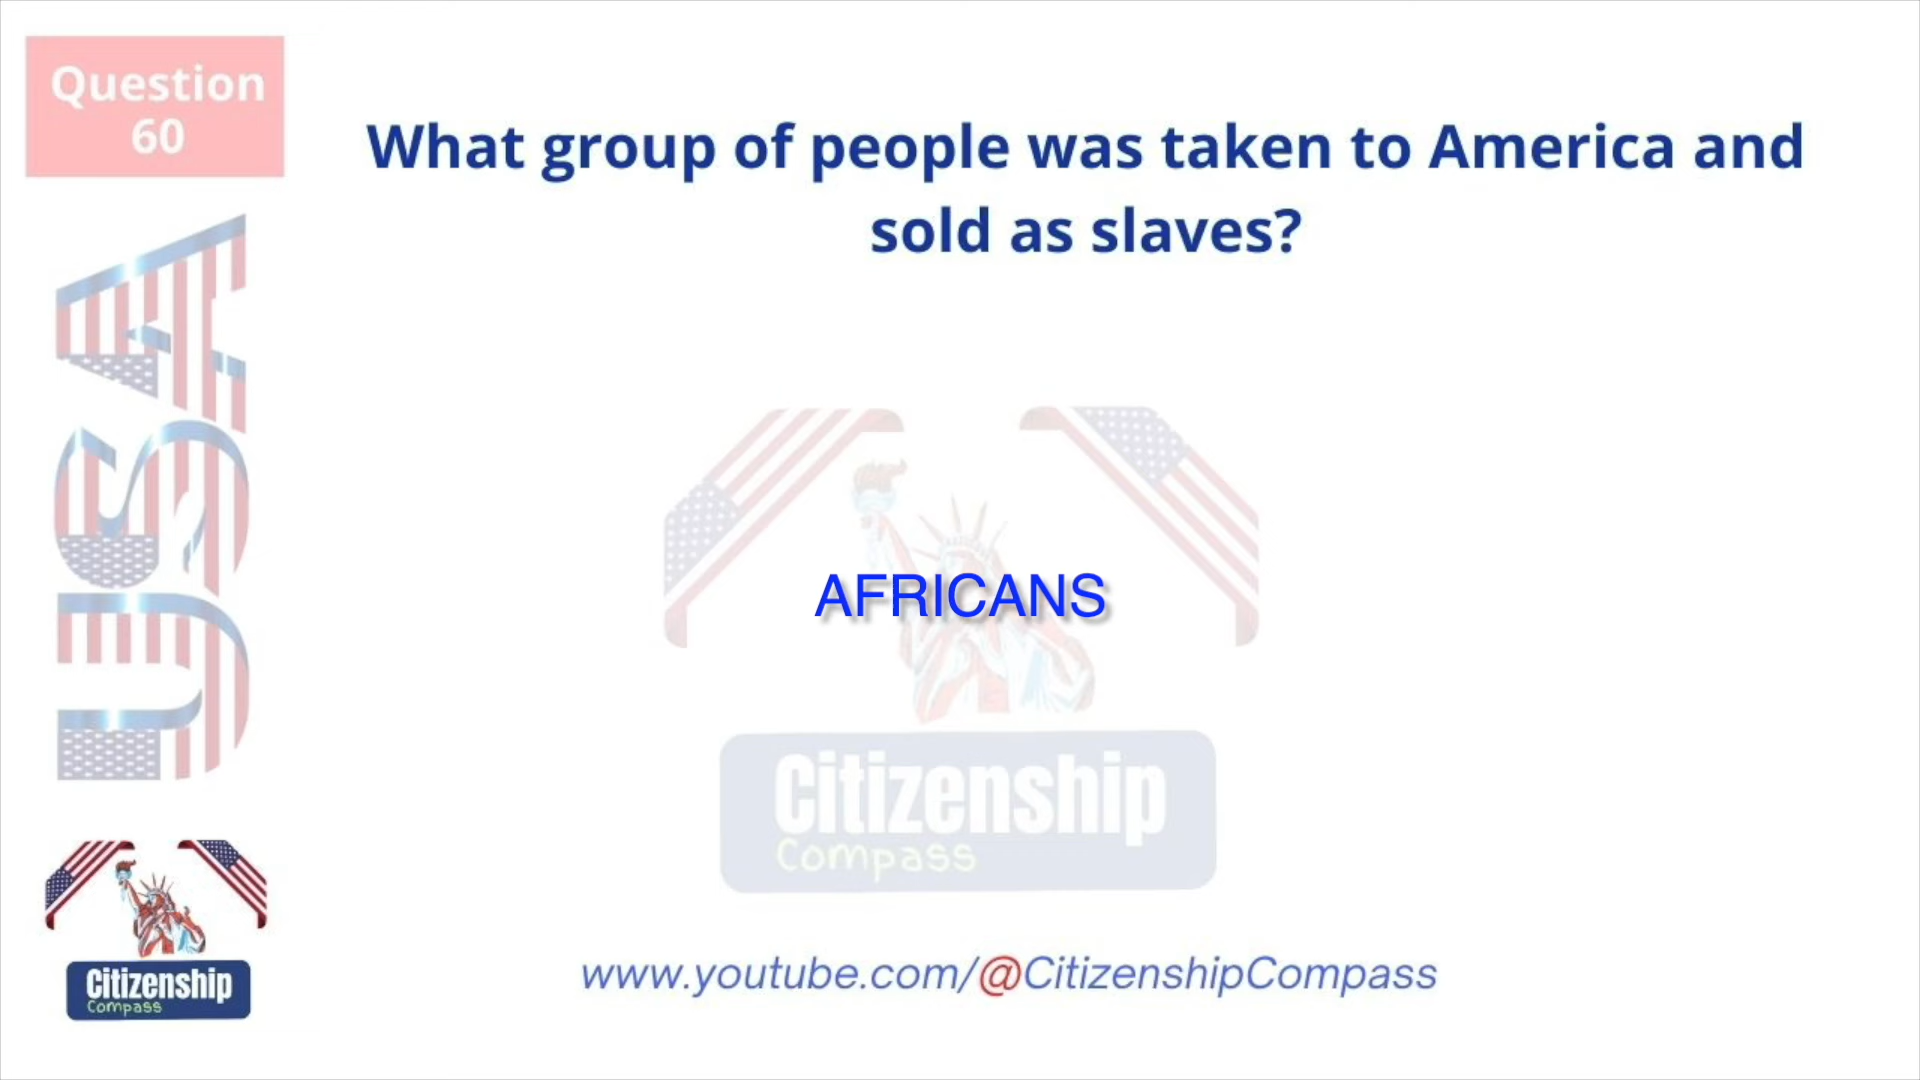 Question
60
What group of people was taken to America and
sold as slaves?
USA
AFRICANS
Citizenship
Compass
Citizenship
Compass
www.youtube.com/@CitizenshipCompass